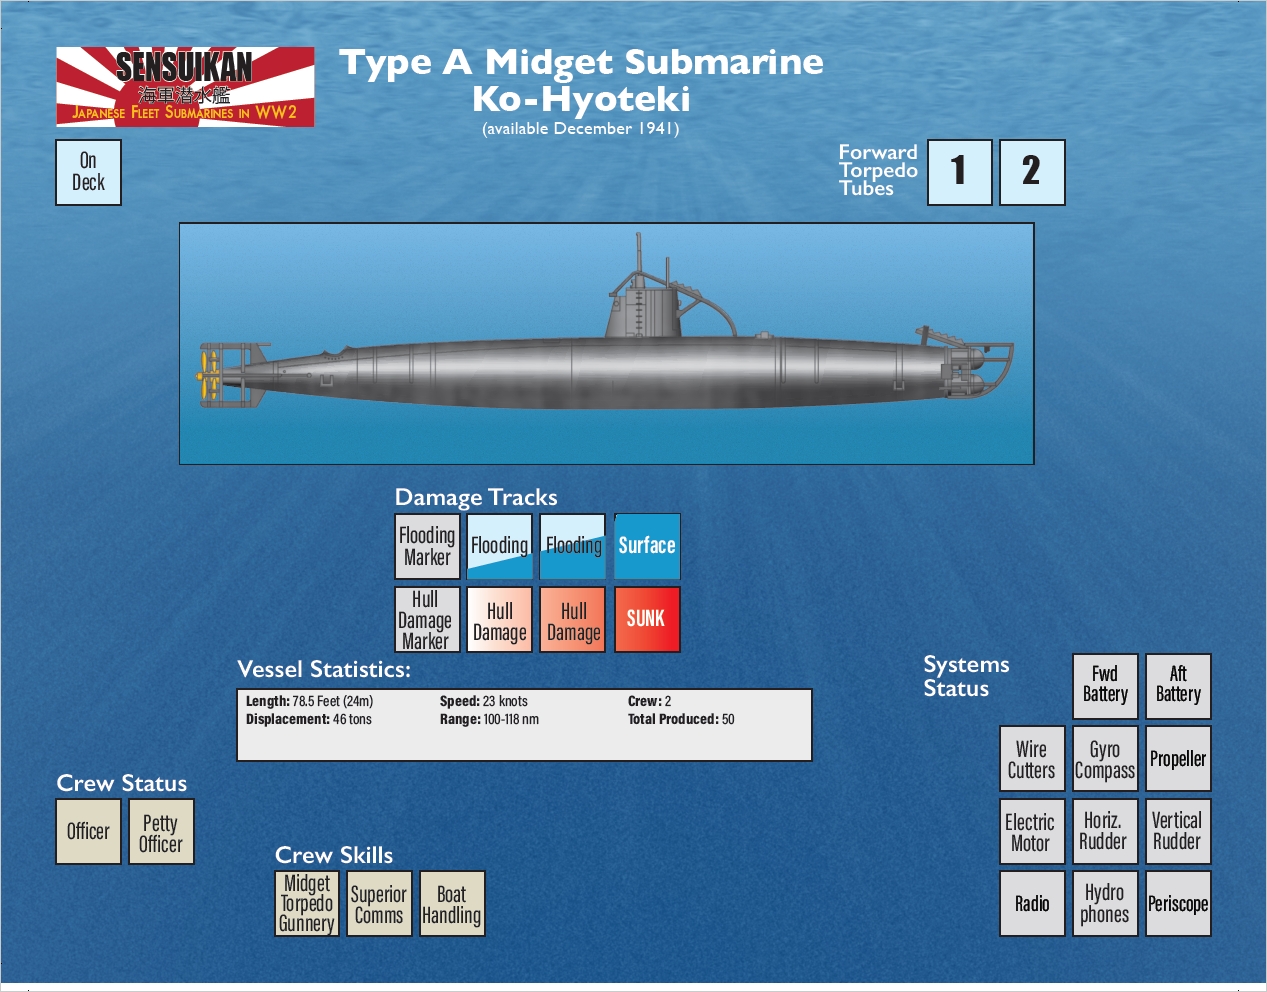 SENSUIKAN
海軍潜水艦
JAPANESE FLEET SUBMARINES IN WW2
Type A Midget Submarine
Ko-Hyoteki
(available December 1941)
On
Deck
Forward
Torpedo
Tubes
1
2
Damage Tracks
Flooding
Marker
Flooding
Flooding
Surface
Hull
Damage
Marker
Hull
Damage
Hull
Damage
SUNK
Vessel Statistics:
Length: 78.5 Feet (24m)
Speed: 23 knots
Crew: 2
Displacement: 46 tons
Range: 100-118 nm
Total Produced: 50
Systems
Status
Fwd
Battery
Aft
Battery
Wire
Cutters
Gyro
Compass
Propeller
Electric
Motor
Horiz.
Rudder
Vertical
Rudder
Radio
Hydro
phones
Periscope
Crew Status
Officer
Petty
Officer
Crew Skills
Midget
Torpedo
Gunnery
Superior
Comms
Boat
Handling